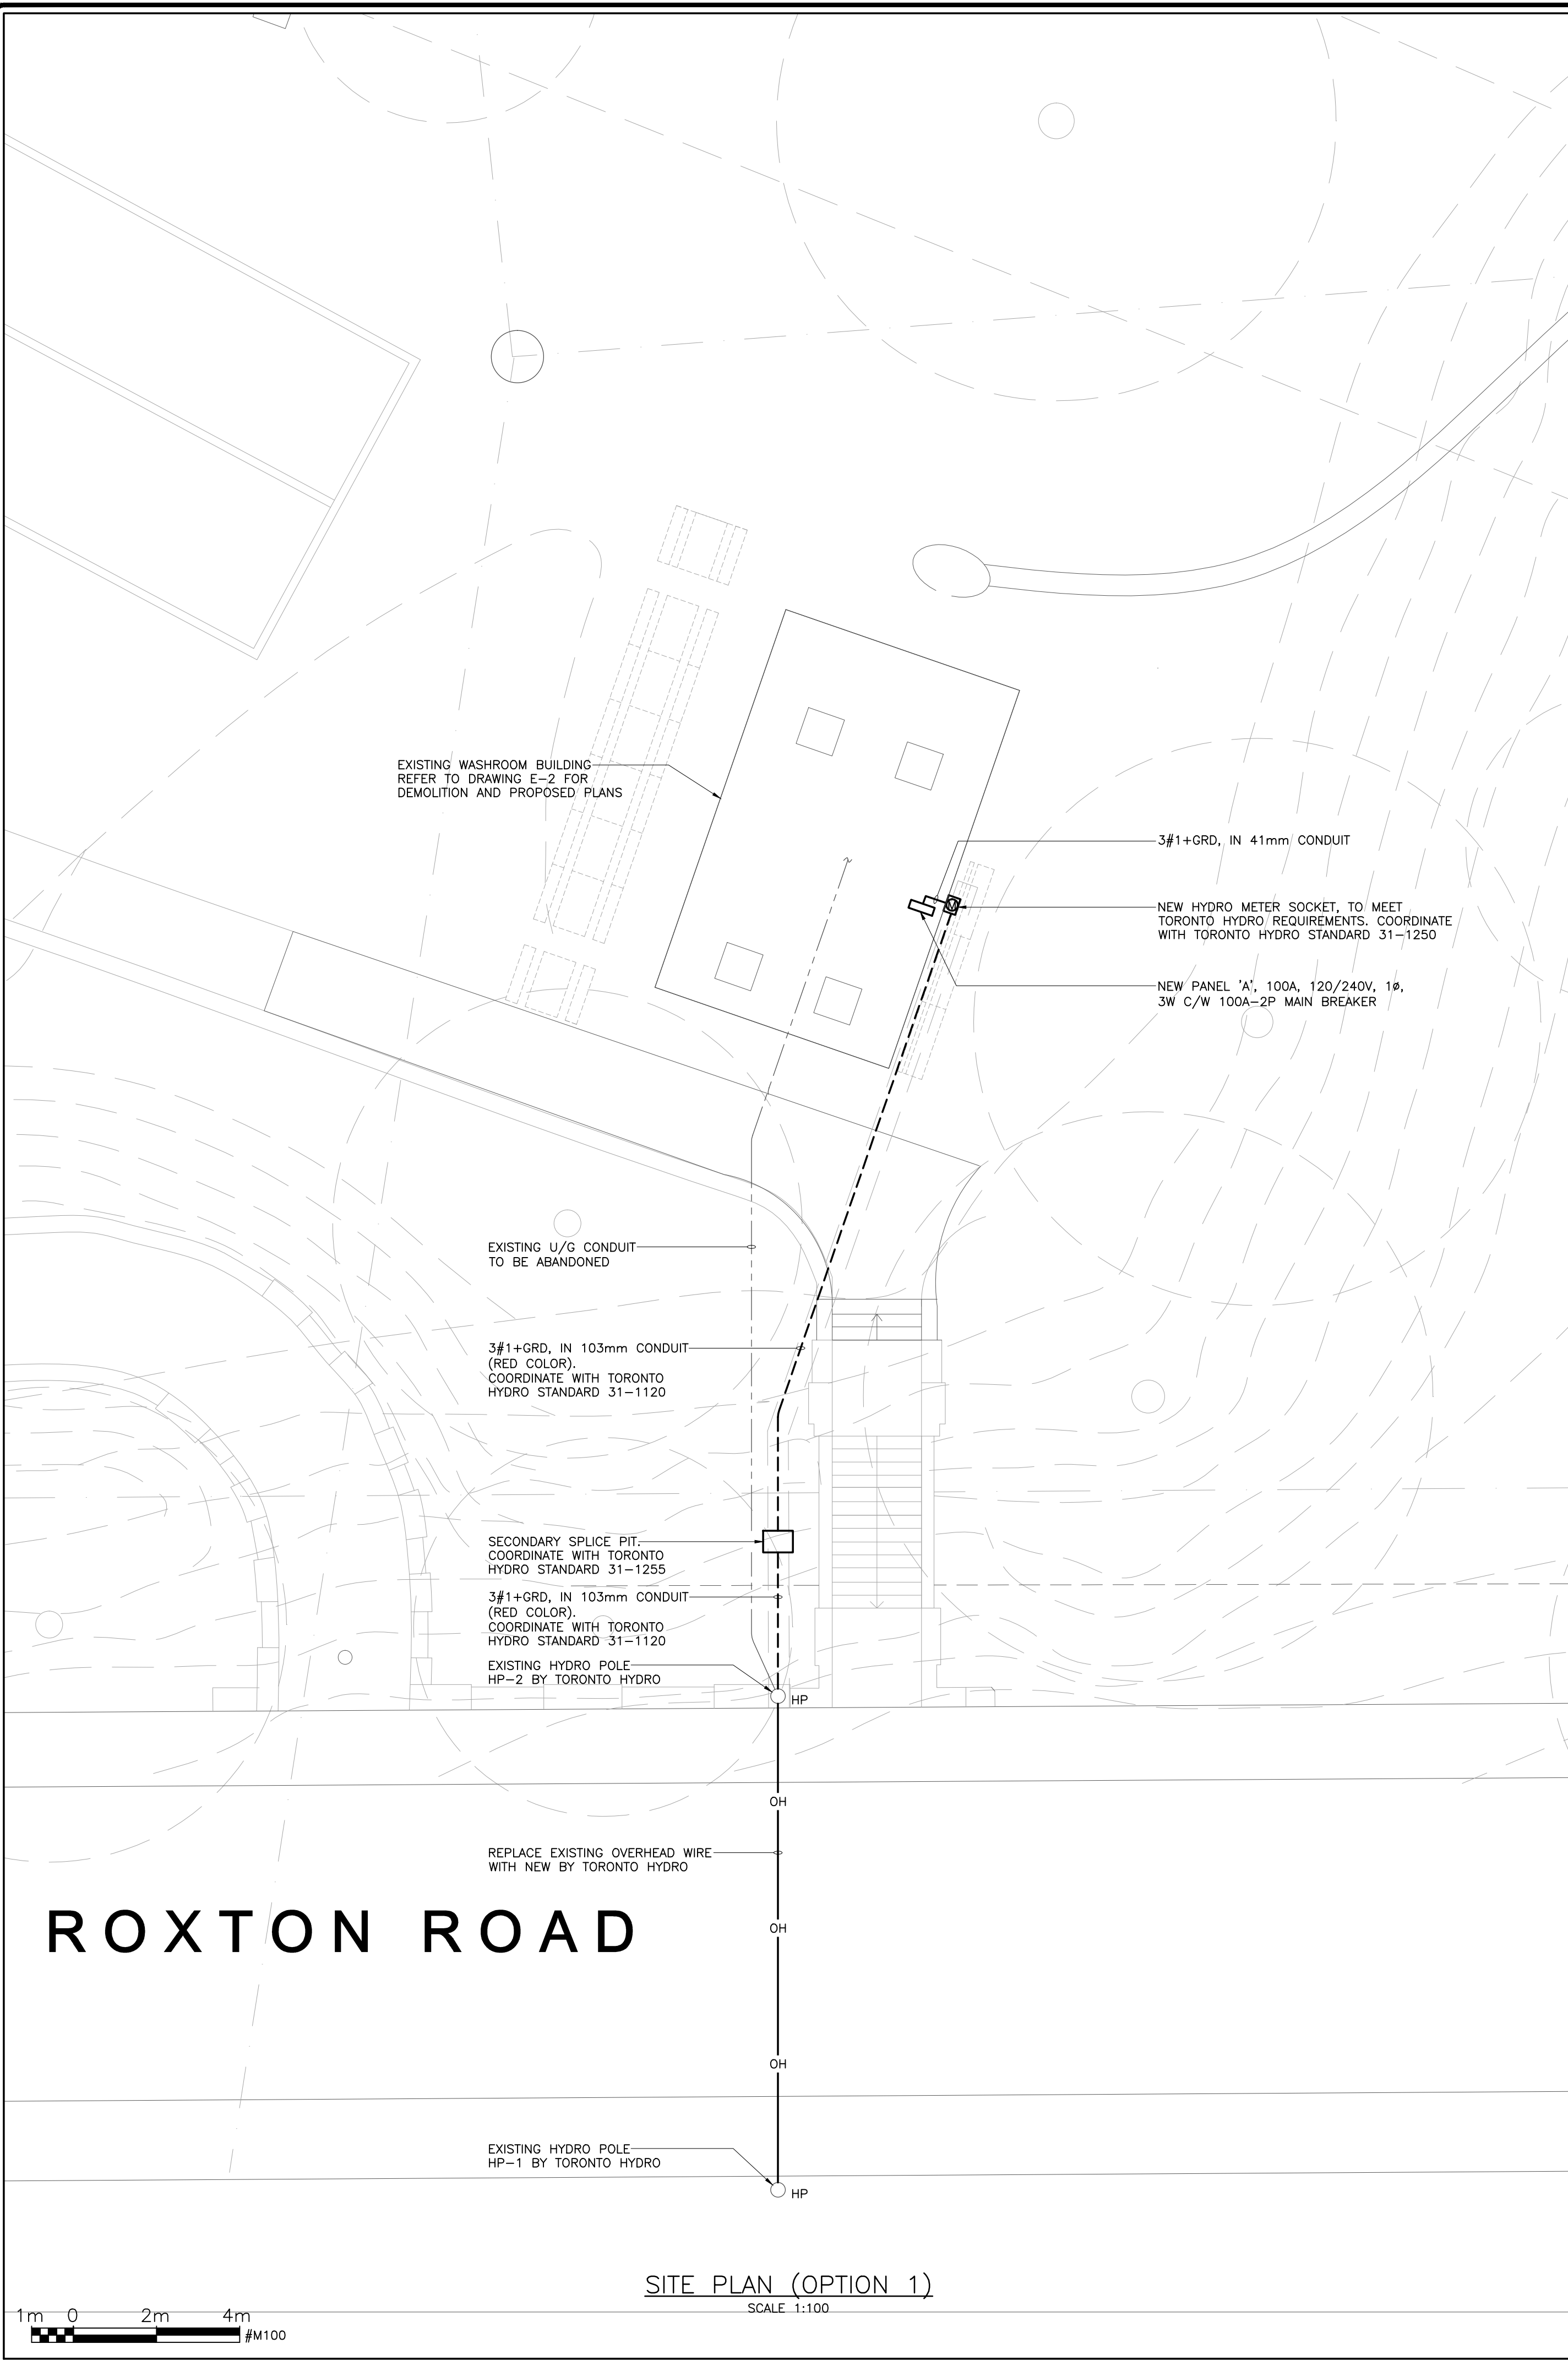 EXISTING WASHROOM BUILDING
REFER TO DRAWING E-2 FOR
DEMOLITION AND PROPOSED PLANS
3#1+GRD, IN 41mm CONDUIT
M
NEW HYDRO METER SOCKET, TO MEET
TORONTO HYDRO REQUIREMENTS. COORDINATE
WITH TORONTO HYDRO STANDARD 31-1250
NEW PANEL 'A', 100A, 120/240V, 1ø,
3W C/W 100A-2P MAIN BREAKER
EXISTING U/G CONDUIT
TO BE ABANDONED
3#1+GRD, IN 103mm CONDUIT
(RED COLOR).
COORDINATE WITH TORONTO
HYDRO STANDARD 31-1120
SECONDARY SPLICE PIT.
COORDINATE WITH TORONTO
HYDRO STANDARD 31-1255
3#1+GRD, IN 103mm CONDUIT
(RED COLOR).
COORDINATE WITH TORONTO
HYDRO STANDARD 31-1120
EXISTING HYDRO POLE
HP-2 BY TORONTO HYDRO
HP
OH
REPLACE EXISTING OVERHEAD WIRE
WITH NEW BY TORONTO HYDRO
ROXTON ROAD
OH
OH
EXISTING HYDRO POLE
HP-1 BY TORONTO HYDRO
HP
SITE PLAN (OPTION 1)
SCALE 1:100
1m 0 2m 4m
#M100